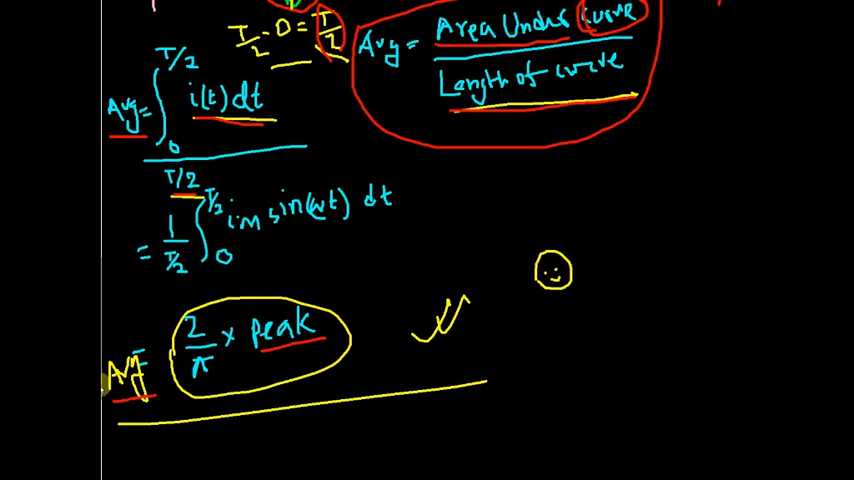 T/2 - 0 = T/2
Avg = Area Under curve
Length of curve
Avg = ∫₀^T/2 i(t) dt
T/2
= 1/T/2 ∫₀^T/2 im sin(wt) dt
Avg = 2/π x peak